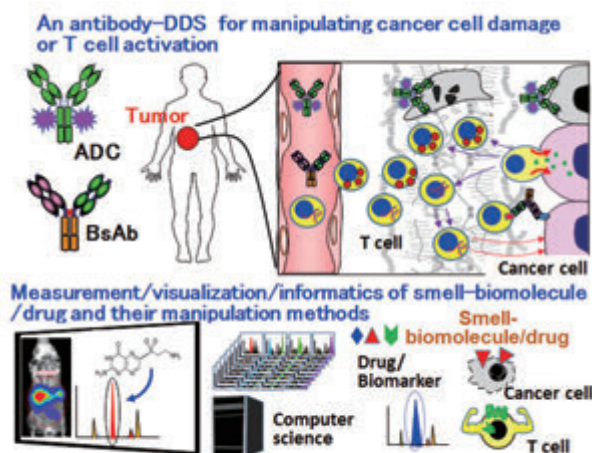 An antibody-DDS for manipulating cancer cell damage
or T cell activation
Tumor
ADC
BsAb
T cell
Cancer cell
Measurement/visualization/informatics of smell-biomolecule
/drug and their manipulation methods
Smell-
biomolecule/drug
Drug/
Biomarker
Cancer cell
Computer
science
T cell